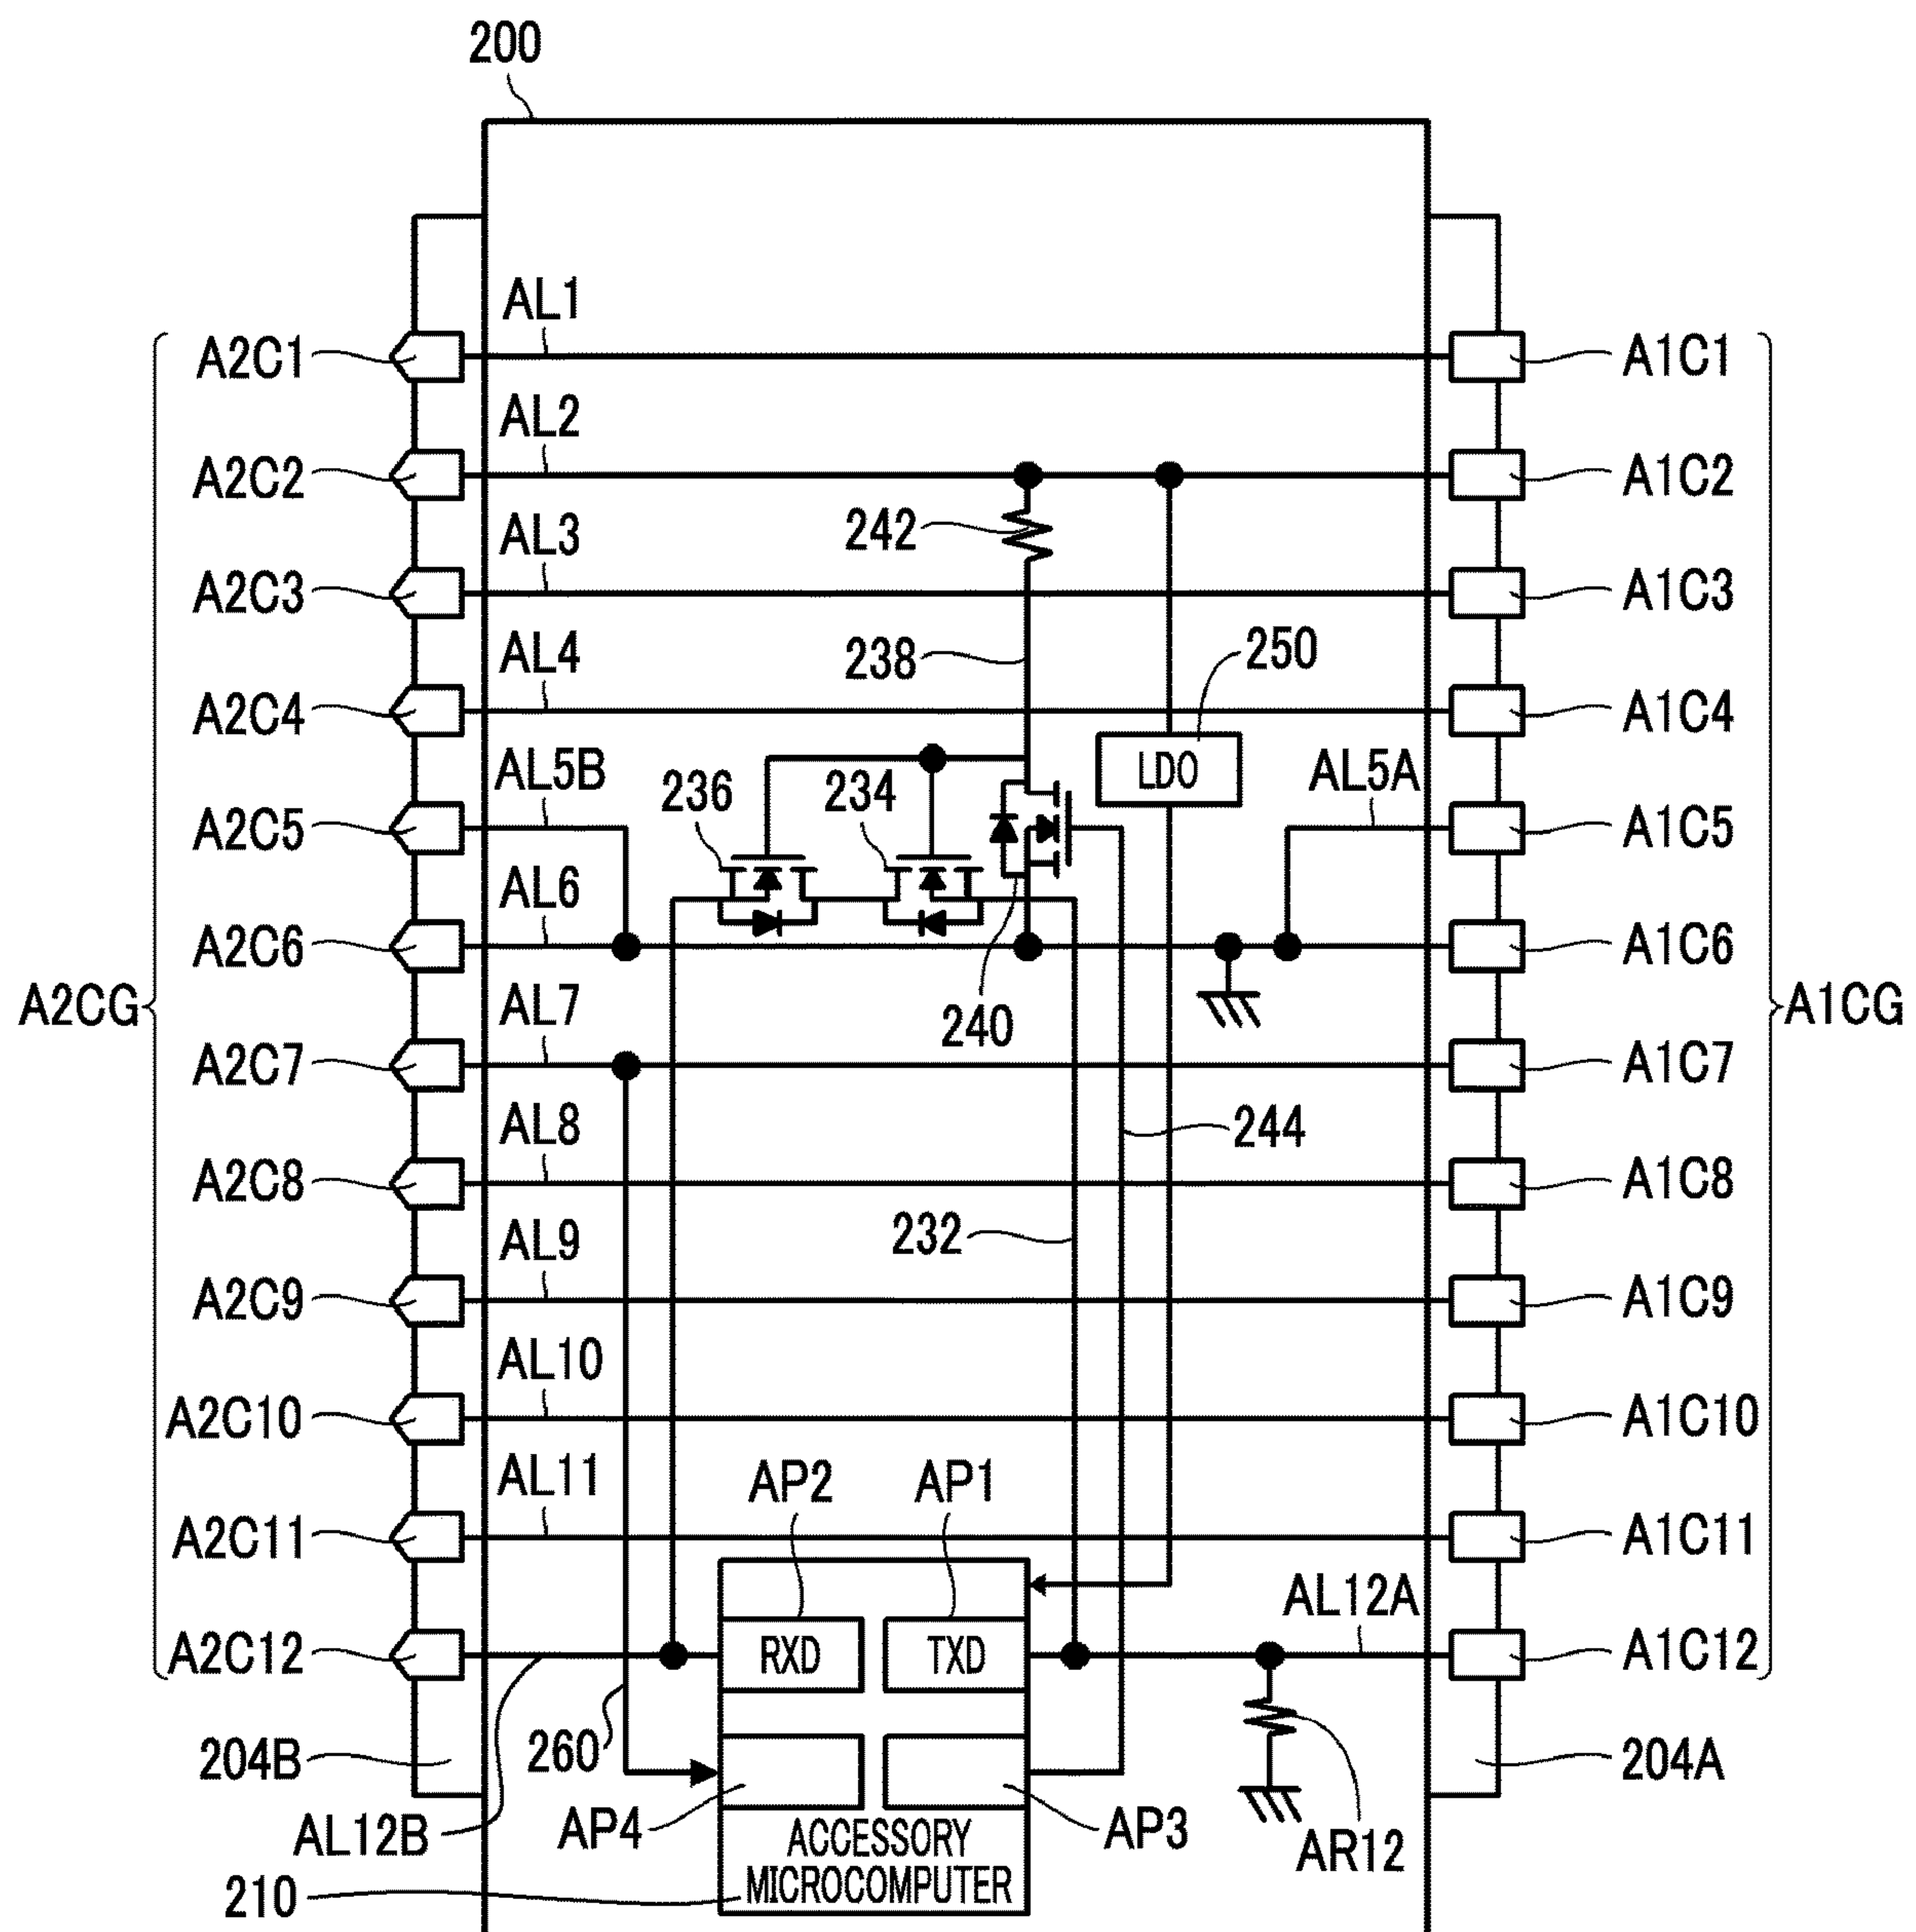 200
AL1
A2C1
A1C1
AL2
A2C2
A1C2
AL3
242
A2C3
A1C3
AL4
238
250
A2C4
A1C4
AL5B
236
234
LDO
AL5A
A2C5
A1C5
AL6
A2C6
A1C6
A2CG
AL7
240
A1CG
A2C7
A1C7
AL8
244
A2C8
A1C8
AL9
232
A2C9
A1C9
AL10
A2C10
A1C10
AL11
AP2
AP1
A2C11
A1C11
AL12A
A2C12
RXD
TXD
A1C12
204B
260
204A
AL12B
AP4
ACCESSORY
MICROCOMPUTER
AP3
AR12
210